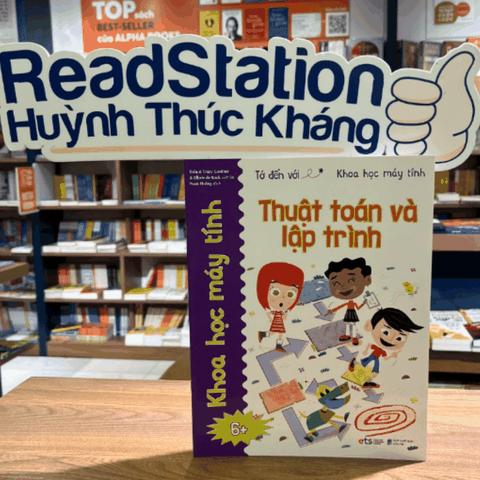 TOP sách
BEST-SELLER
của ALPHA BOOKS
ReadStation
Huỳnh Thúc Kháng
Tớ đến với
Khoa học máy tính
Thuật toán và
lập trình
Khoa học máy tính
6+
ets